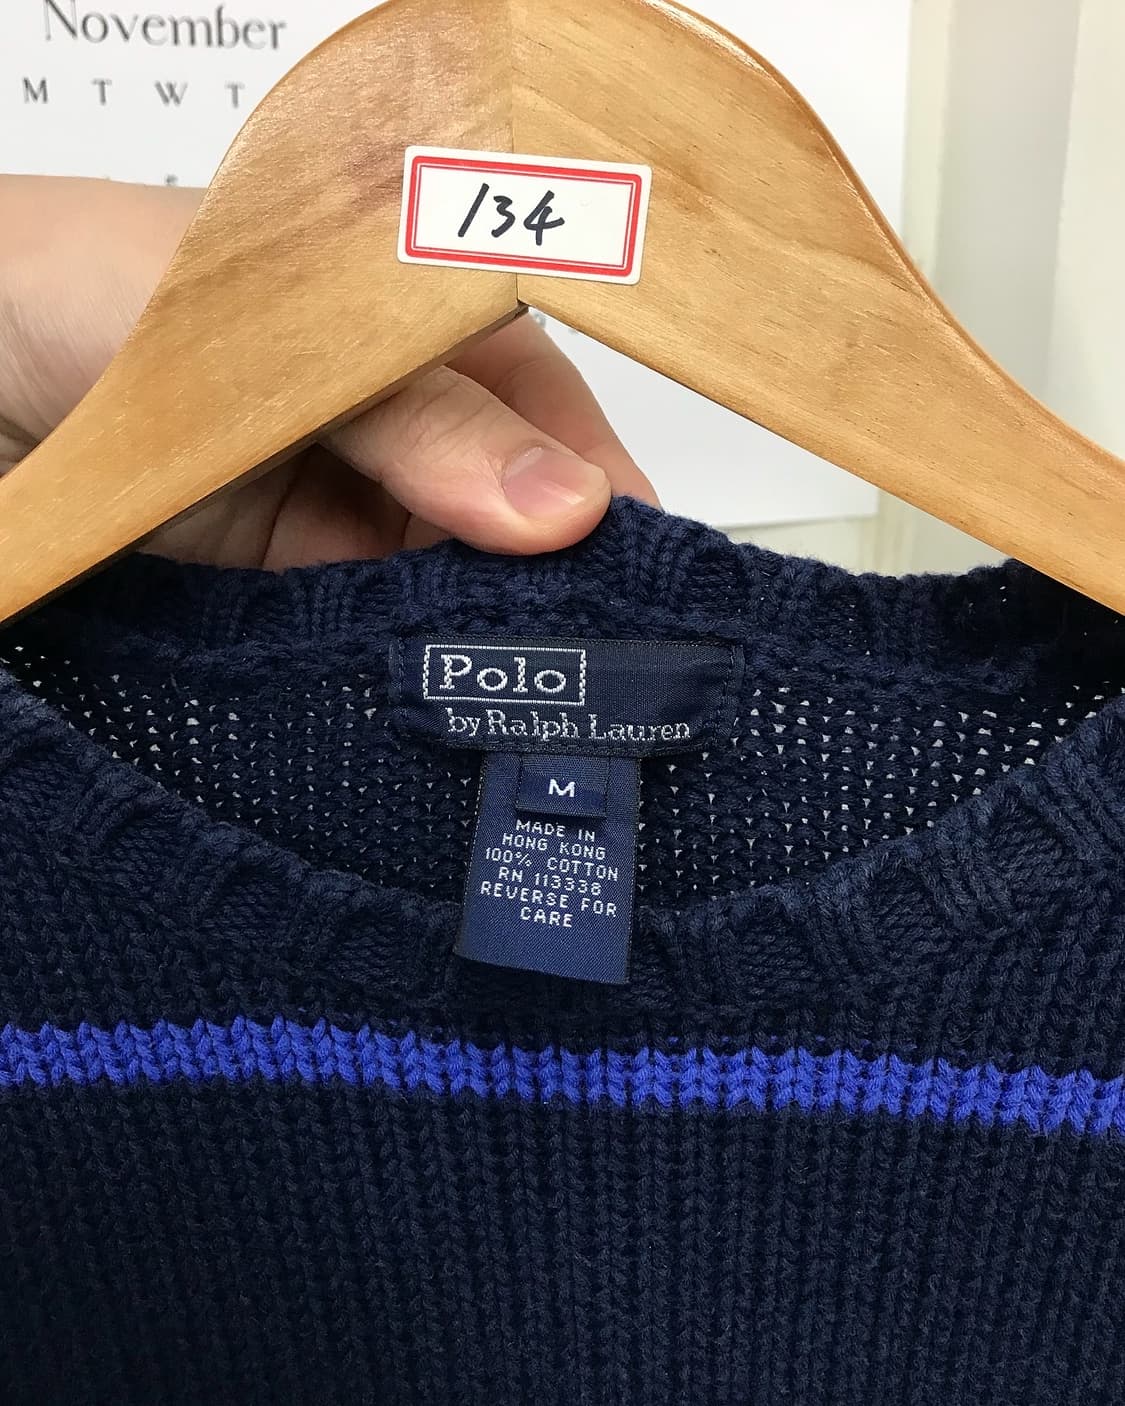 November
M T W T
134
Polo
by Ralph Lauren
M
MADE IN
HONG KONG
100% COTTON
RN 113338
REVERSE FOR
CARE